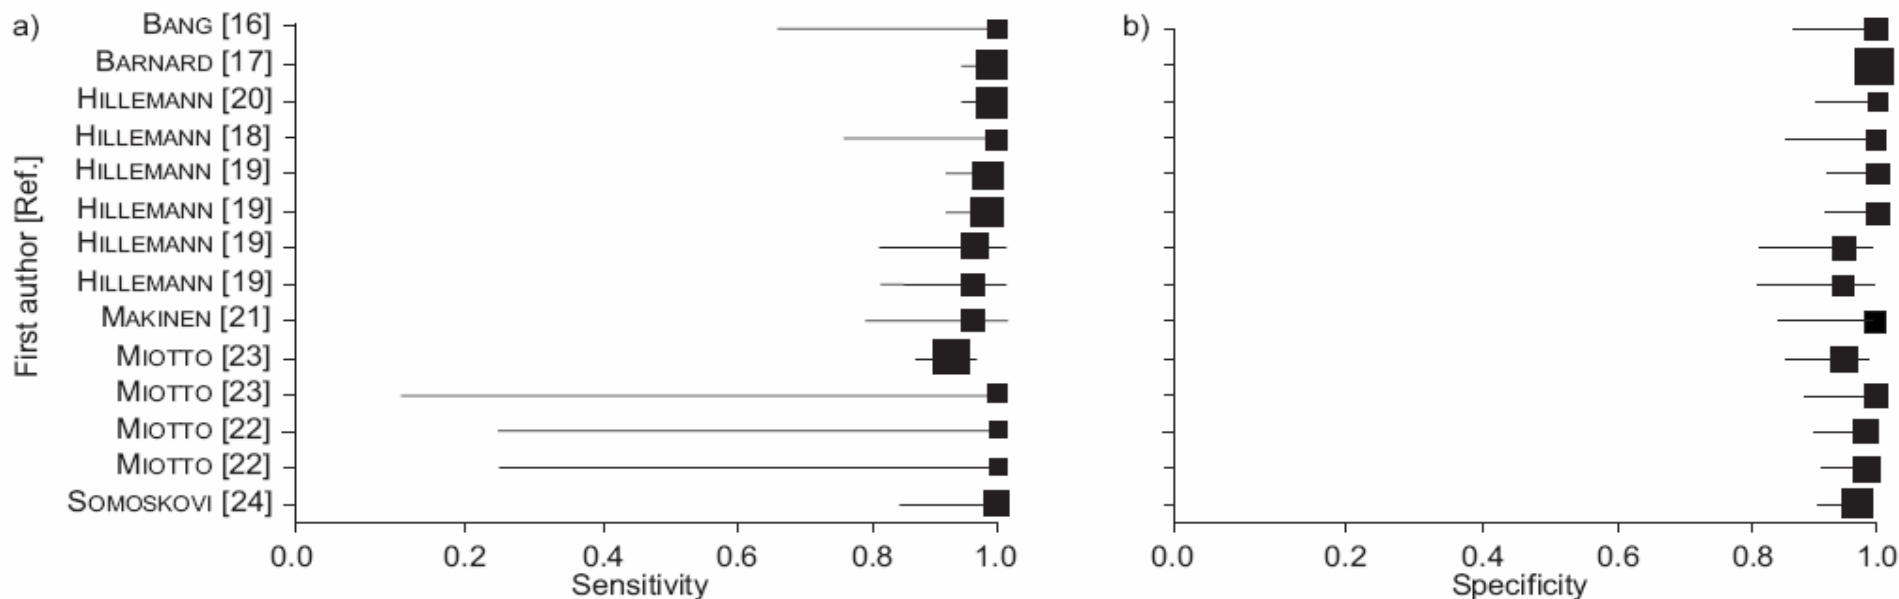 a)
b)
First author [Ref.]
BANG [16]
BARNARD [17]
HILLEMANN [20]
HILLEMANN [18]
HILLEMANN [19]
HILLEMANN [19]
HILLEMANN [19]
HILLEMANN [19]
MAKINEN [21]
MIOTTO [23]
MIOTTO [23]
MIOTTO [22]
MIOTTO [22]
SOMOSKOVI [24]
0.0 0.2 0.4 0.6 0.8 1.0
Sensitivity
0.0 0.2 0.4 0.6 0.8 1.0
Specificity